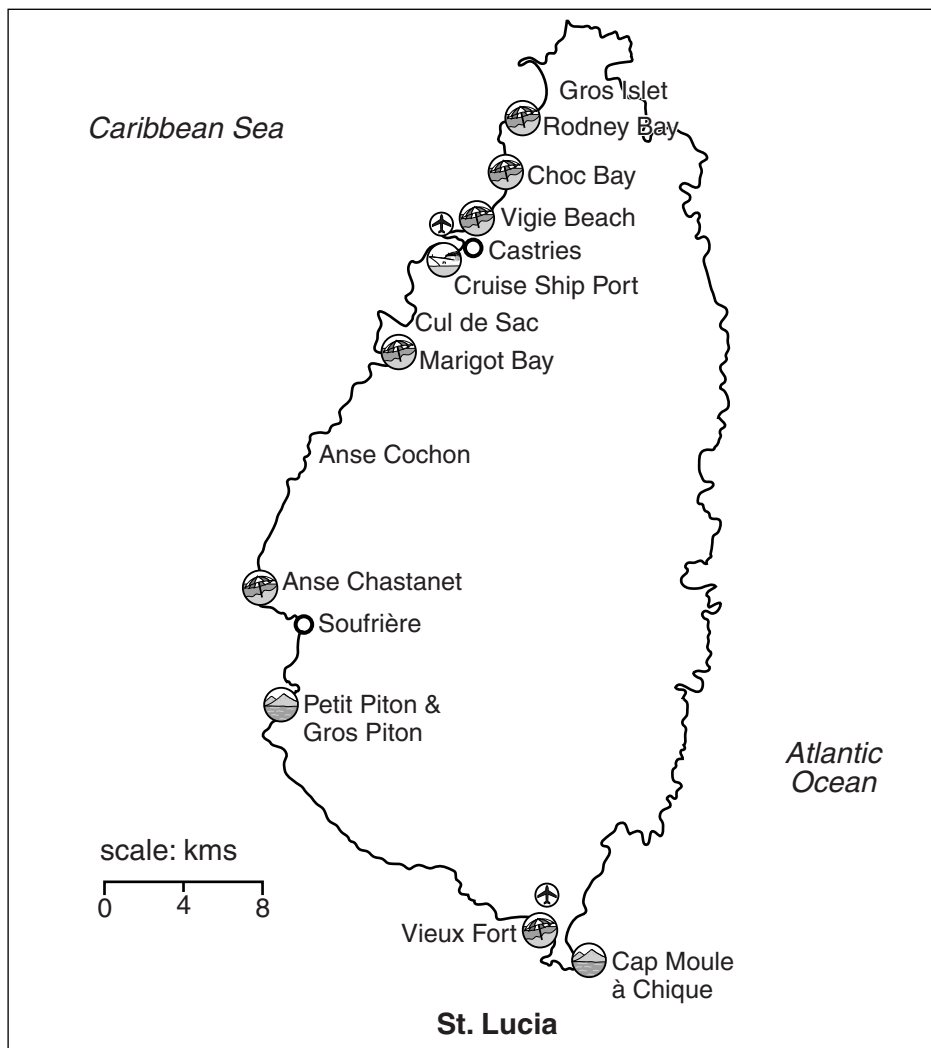 Gros Islet
Caribbean Sea
Rodney Bay
Choc Bay
Vigie Beach
Castries
Cruise Ship Port
Cul de Sac
Marigot Bay
Anse Cochon
Anse Chastanet
Soufrière
Petit Piton &
Gros Piton
Atlantic
Ocean
scale: kms
0 4 8
Vieux Fort
Cap Moule
à Chique
St. Lucia